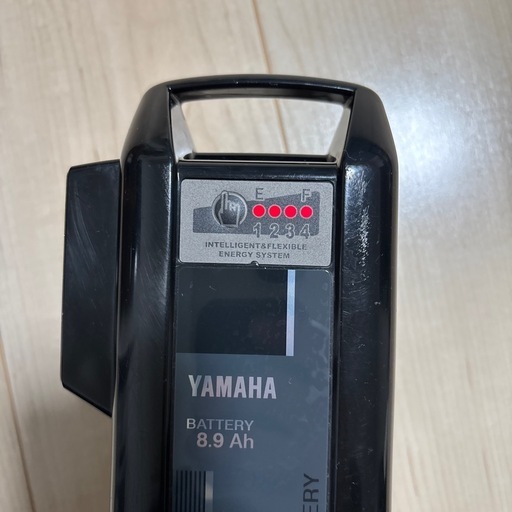 E F
1 2 3 4
INTELLIGENT&FLEXIBLE
ENERGY SYSTEM
YAMAHA
BATTERY
8.9 Ah
ERY